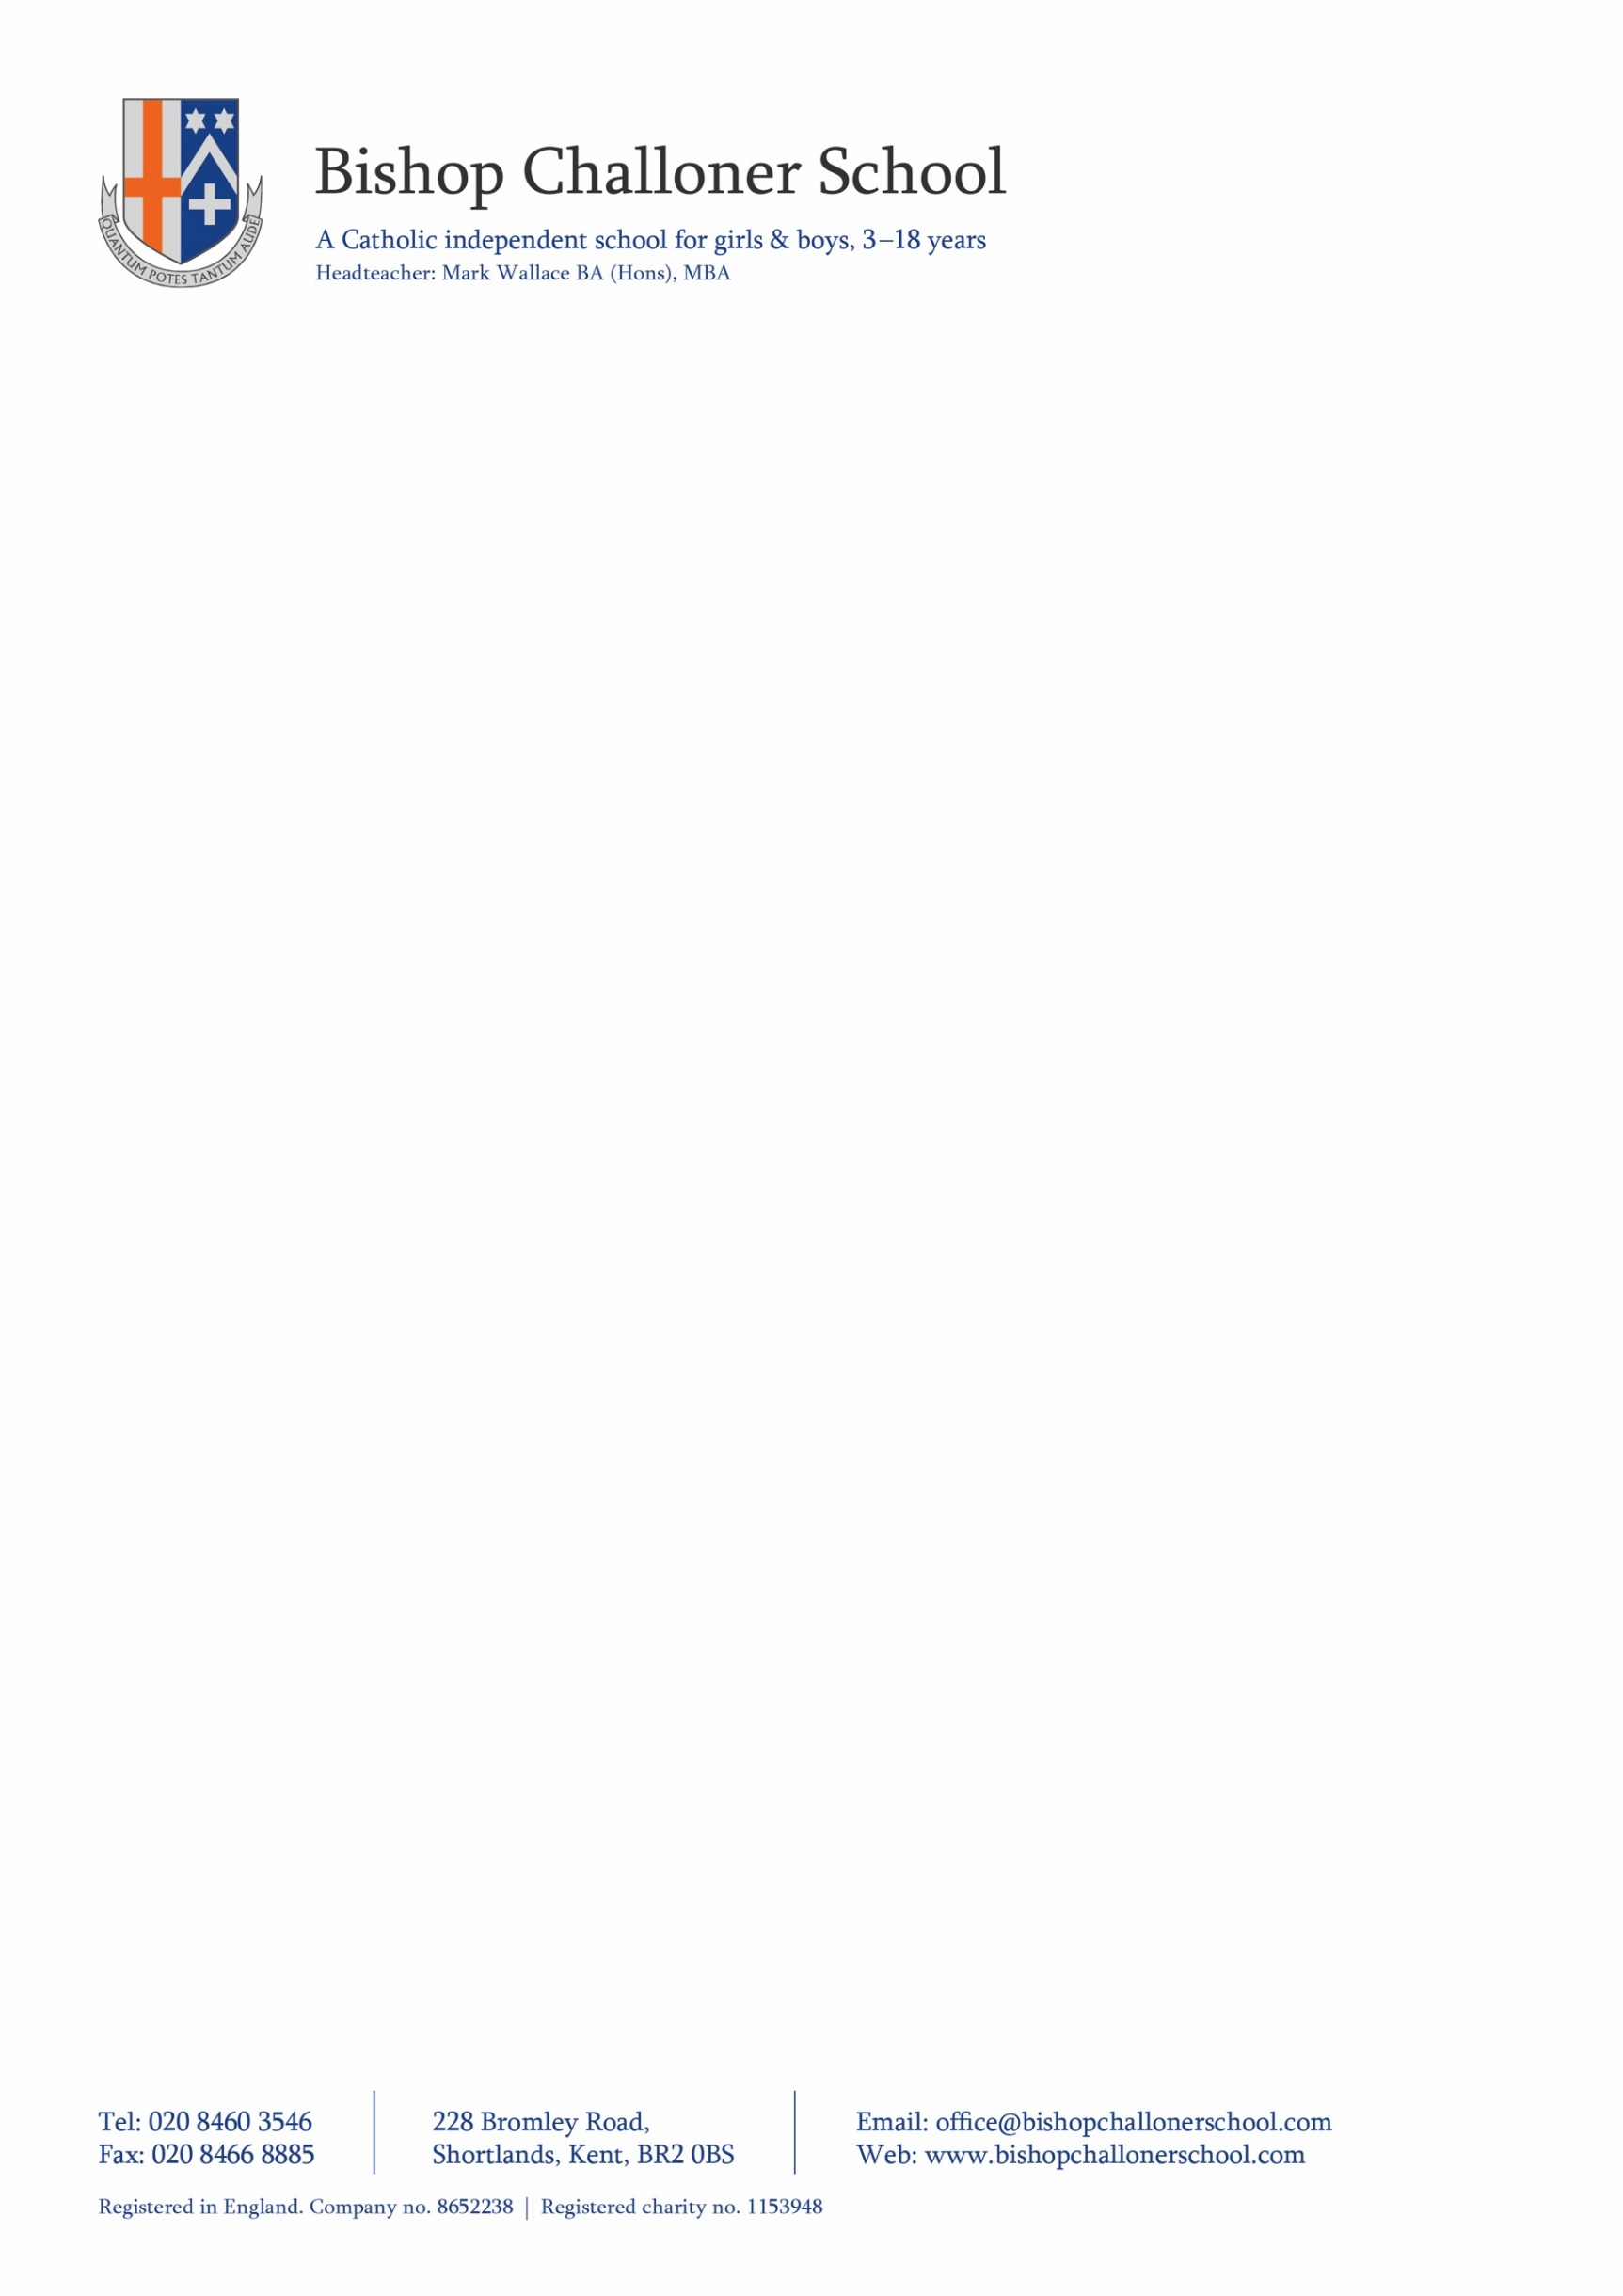 QUANTUM POTES TANTUM AUDE
Bishop Challoner School
A Catholic independent school for girls & boys, 3–18 years
Headteacher: Mark Wallace BA (Hons), MBA
Tel: 020 8460 3546
Fax: 020 8466 8885
228 Bromley Road,
Shortlands, Kent, BR2 0BS
Email: office@bishopchallonerschool.com
Web: www.bishopchallonerschool.com
Registered in England. Company no. 8652238 | Registered charity no. 1153948